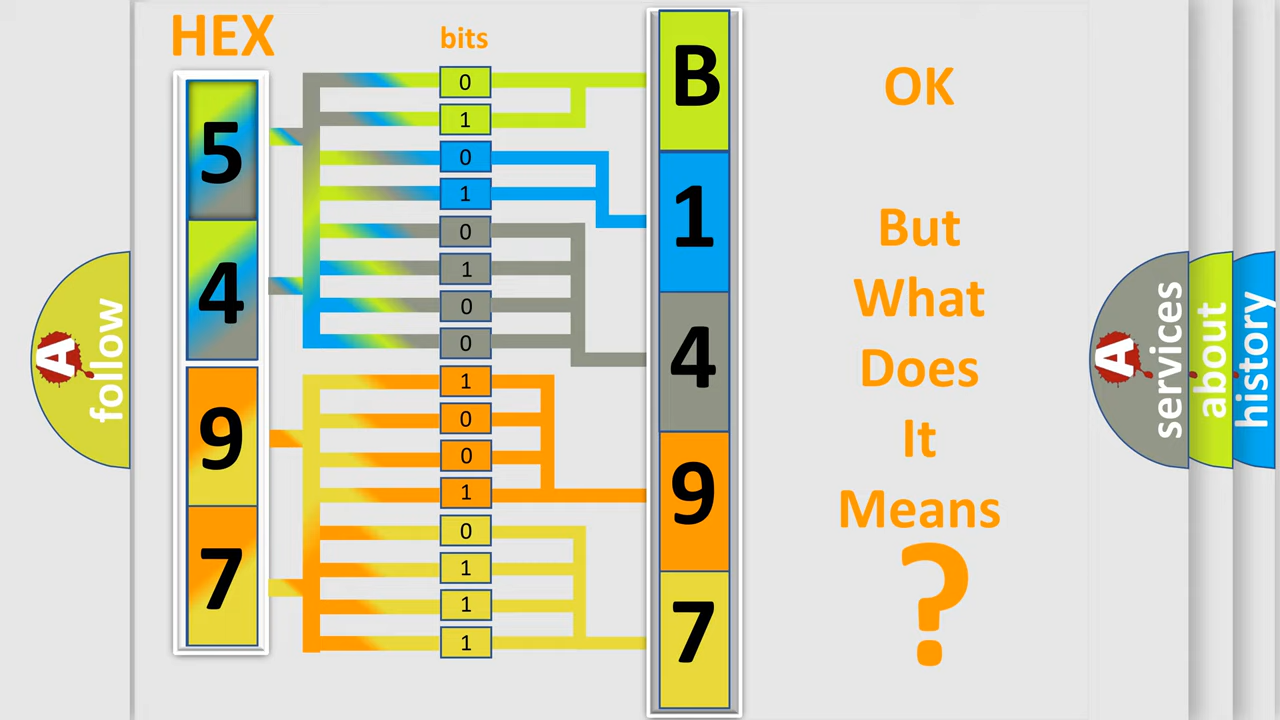 HEX
bits
5
4
9
7
0
1
0
1
0
1
0
0
1
0
0
1
0
1
1
1
B
1
4
9
7
OK
But
What
Does
It
Means
?
A
follow
A
services
about
history